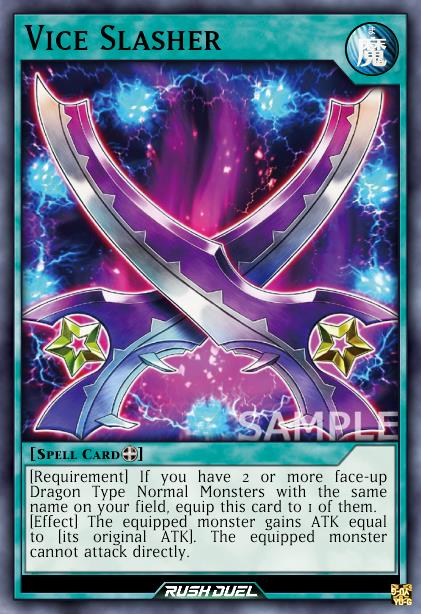 Vice Slasher
ま
魔
SAMPLE
[Spell Card]
[Requirement] If you have 2 or more face-up
Dragon Type Normal Monsters with the same
name on your field, equip this card to 1 of them.
[Effect] The equipped monster gains ATK equal
to [its original ATK]. The equipped monster
cannot attack directly.
RUSH DUEL